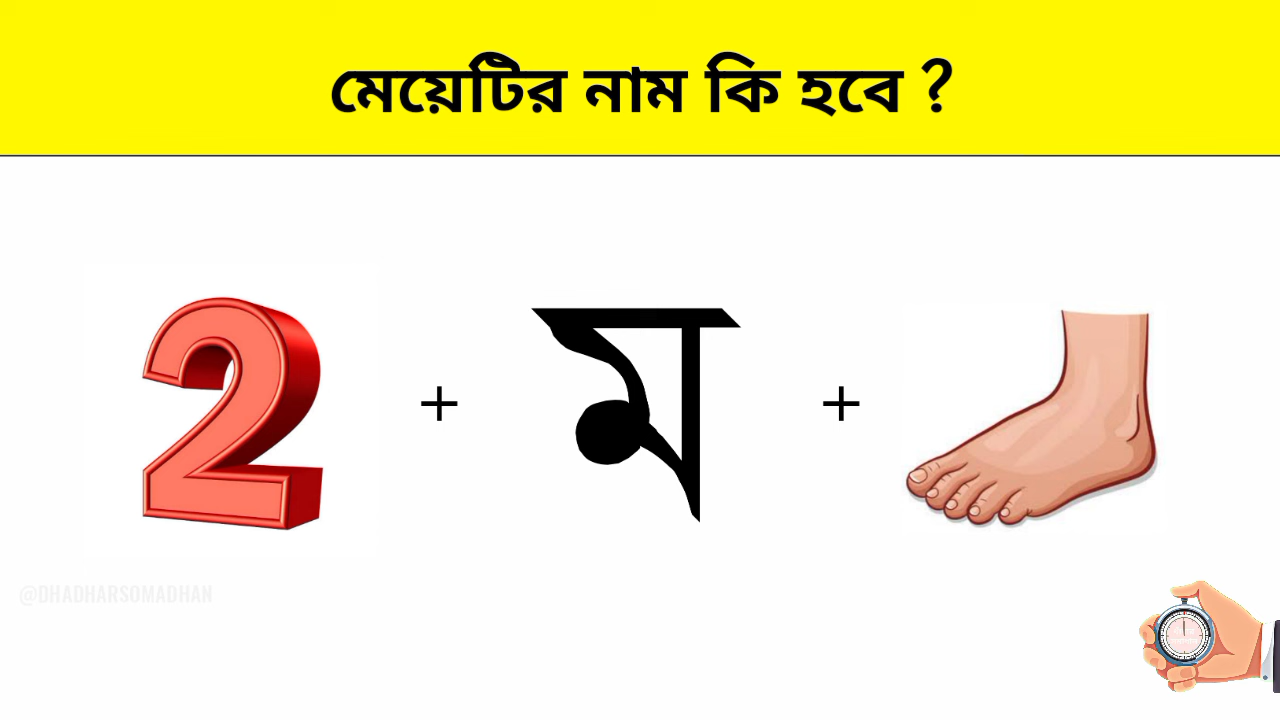 মেয়েটির নাম কি হবে ?
2 + ম +
@DHADHARSOMADHAN